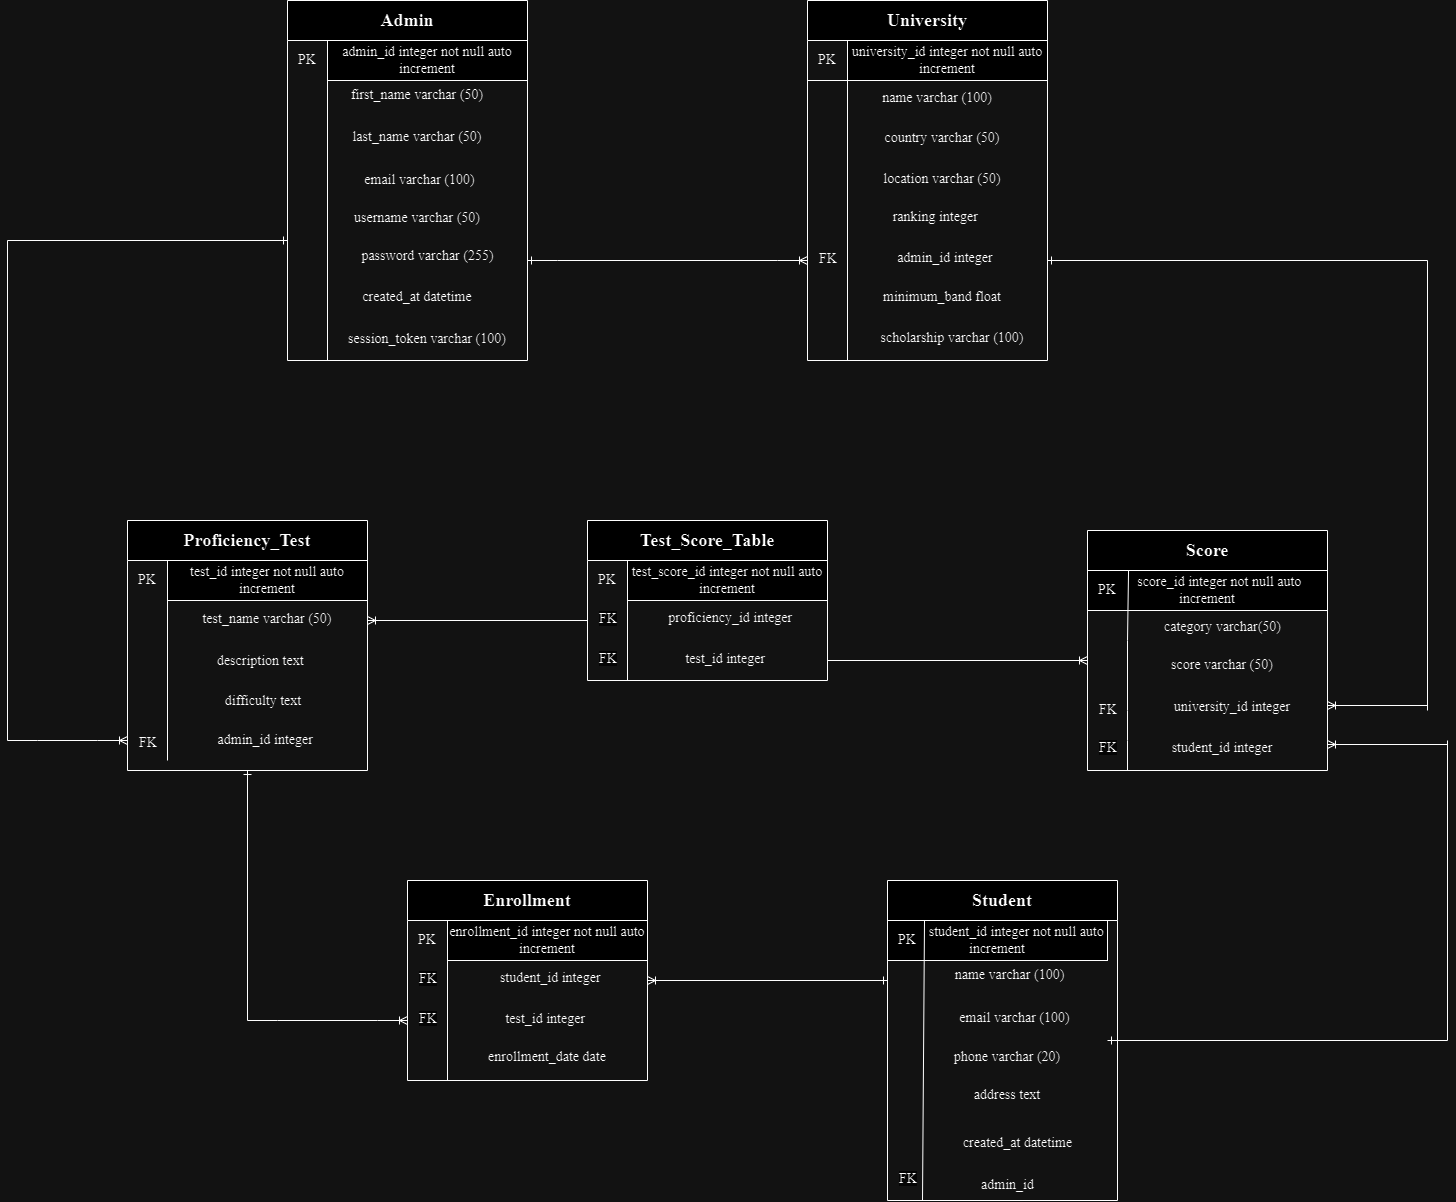 Admin
PK
admin_id integer not null auto
increment
first_name varchar (50)
last_name varchar (50)
email varchar (100)
username varchar (50)
password varchar (255)
created_at datetime
session_token varchar (100)
University
PK
university_id integer not null auto
increment
name varchar (100)
country varchar (50)
location varchar (50)
ranking integer
FK
admin_id integer
minimum_band float
scholarship varchar (100)
Proficiency_Test
PK
test_id integer not null auto
increment
test_name varchar (50)
description text
difficulty text
FK
admin_id integer
Test_Score_Table
PK
test_score_id integer not null auto
increment
FK
proficiency_id integer
FK
test_id integer
Score
PK
score_id integer not null auto
increment
category varchar(50)
score varchar (50)
FK
university_id integer
FK
student_id integer
Enrollment
PK
enrollment_id integer not null auto
increment
FK
student_id integer
FK
test_id integer
enrollment_date date
Student
PK
student_id integer not null auto
increment
name varchar (100)
email varchar (100)
phone varchar (20)
address text
created_at datetime
FK
admin_id